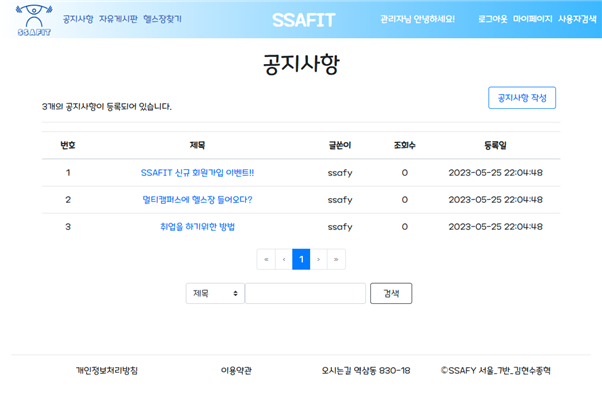 SSAFIT
공지사항 자유게시판 헬스장찾기
SSAFIT
관리자님 안녕하세요!
로그아웃 마이페이지 사용자검색
공지사항
공지사항 작성
3개의 공지사항이 등록되어 있습니다.
번호 제목 글쓴이 조회수 등록일
1 SSAFIT 신규 회원가입 이벤트!! ssafy 0 2023-05-25 22:04:48
2 멀티캠퍼스에 헬스장 들어오다? ssafy 0 2023-05-25 22:04:48
3 취업을 하기위한 방법 ssafy 0 2023-05-25 22:04:48
« ‹ 1 › »
제목 검색
개인정보처리방침 이용약관 오시는길 역삼동 830-18 ©SSAFY 서울_7반_김현수종혁